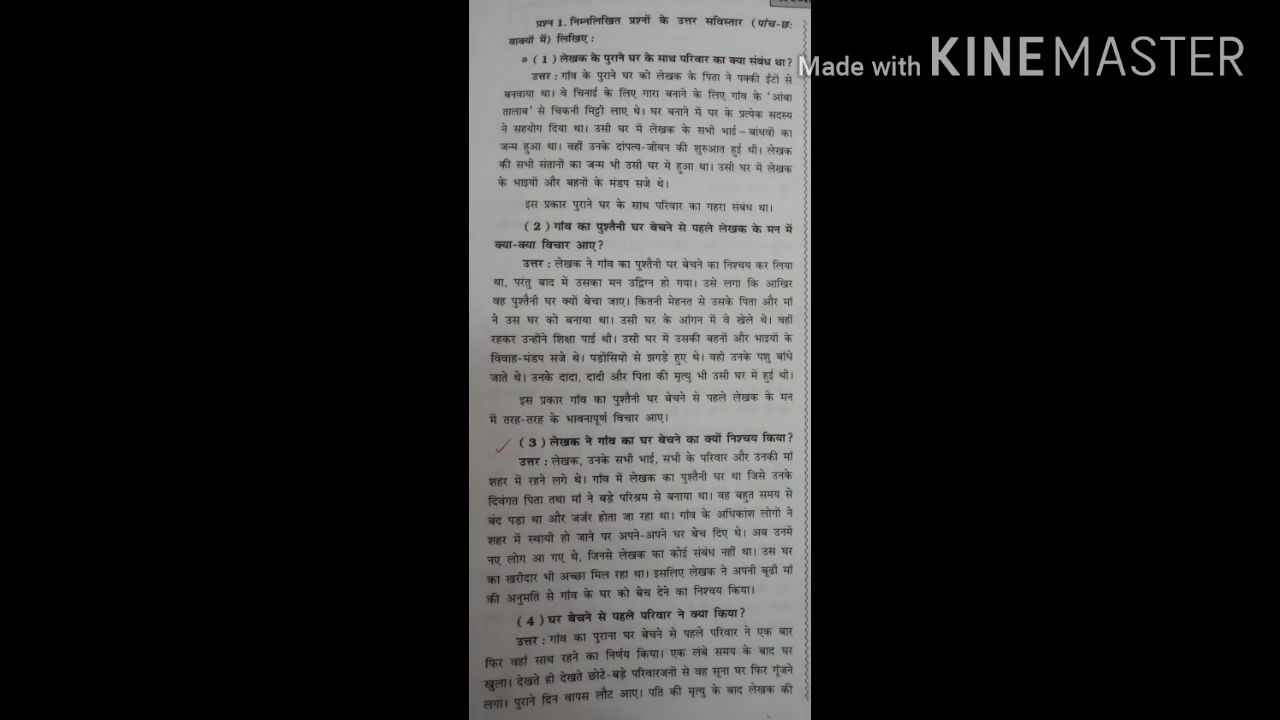 प्रश्न 1. निम्नलिखित प्रश्नों के उत्तर सविस्तार (पांच-छः
वाक्यों में) लिखिए :
* (1) लेखक के पुराने घर के साथ परिवार का क्या संबंध था?
उत्तर : गाँव के पुराने घर को लेखक के पिता ने पक्की ईंटों से
बनवाया था। वे चिनाई के लिए गारा बनाने के लिए गाँव के 'आंबा
तालाब' से चिकनी मिट्टी लाए थे। घर बनाने में घर के प्रत्येक सदस्य
ने सहयोग दिया था। उसी घर में लेखक के सभी भाई-बांधवों का
जन्म हुआ था। वहीं उनके दांपत्य-जीवन की शुरुआत हुई थी। लेखक
की सभी संतानों का जन्म भी उसी घर में हुआ था। उसी घर में लेखक
के भाइयों और बहनों के मंडप सजे थे।
इस प्रकार पुराने घर के साथ परिवार का गहरा संबंध था।
(2) गाँव का पुश्तैनी घर बेचने से पहले लेखक के मन में
क्या-क्या विचार आए?
उत्तर : लेखक ने गाँव का पुश्तैनी घर बेचने का निश्चय कर लिया
था, परंतु बाद में उसका मन उद्विग्न हो गया। उसे लगा कि आखिर
वह पुश्तैनी घर क्यों बेचा जाए। कितनी मेहनत से उसके पिता और माँ
ने उस घर को बनाया था। उसी घर के आँगन में वे खेले थे। वहीं
रहकर उन्होंने शिक्षा पाई थी। उसी घर में उसकी बहनों और भाइयों के
विवाह-मंडप सजे थे। पड़ोसियों से झगड़े हुए थे। वही उनके पशु बाँधे
जाते थे। उनके दादा, दादी और पिता की मृत्यु भी उसी घर में हुई थी।
इस प्रकार गाँव का पुश्तैनी घर बेचने से पहले लेखक के मन
में तरह-तरह के भावनापूर्ण विचार आए।
(3) लेखक ने गाँव का घर बेचने का क्यों निश्चय किया?
उत्तर : लेखक, उनके सभी भाई, सभी के परिवार और उनकी माँ
शहर में रहने लगे थे। गाँव में लेखक का पुश्तैनी घर था जिसे उनके
दिवंगत पिता तथा माँ ने बड़े परिश्रम से बनाया था। वह बहुत समय से
बंद पड़ा था और जर्जर होता जा रहा था। गाँव के अधिकांश लोगों ने
शहर में स्थायी हो जाने पर अपने-अपने घर बेच दिए थे। अब उनमें
नए लोग आ गए थे, जिनसे लेखक का कोई संबंध नहीं था। उस घर
का खरीदार भी अच्छा मिल रहा था। इसलिए लेखक ने अपनी बूढी माँ
की अनुमति से गाँव के घर को बेच देने का निश्चय किया।
(4) घर बेचने से पहले परिवार ने क्या किया?
उत्तर : गाँव का पुराना घर बेचने से पहले परिवार ने एक बार
फिर वहाँ साथ रहने का निर्णय किया। एक लंबे समय के बाद घर
खुला। देखते ही देखते छोटे-बड़े परिवारजनों से वह सूना घर फिर गूँजने
लगा। पुराने दिन वापस लौट आए। पति की मृत्यु के बाद लेखक की
Made with KINEMASTER